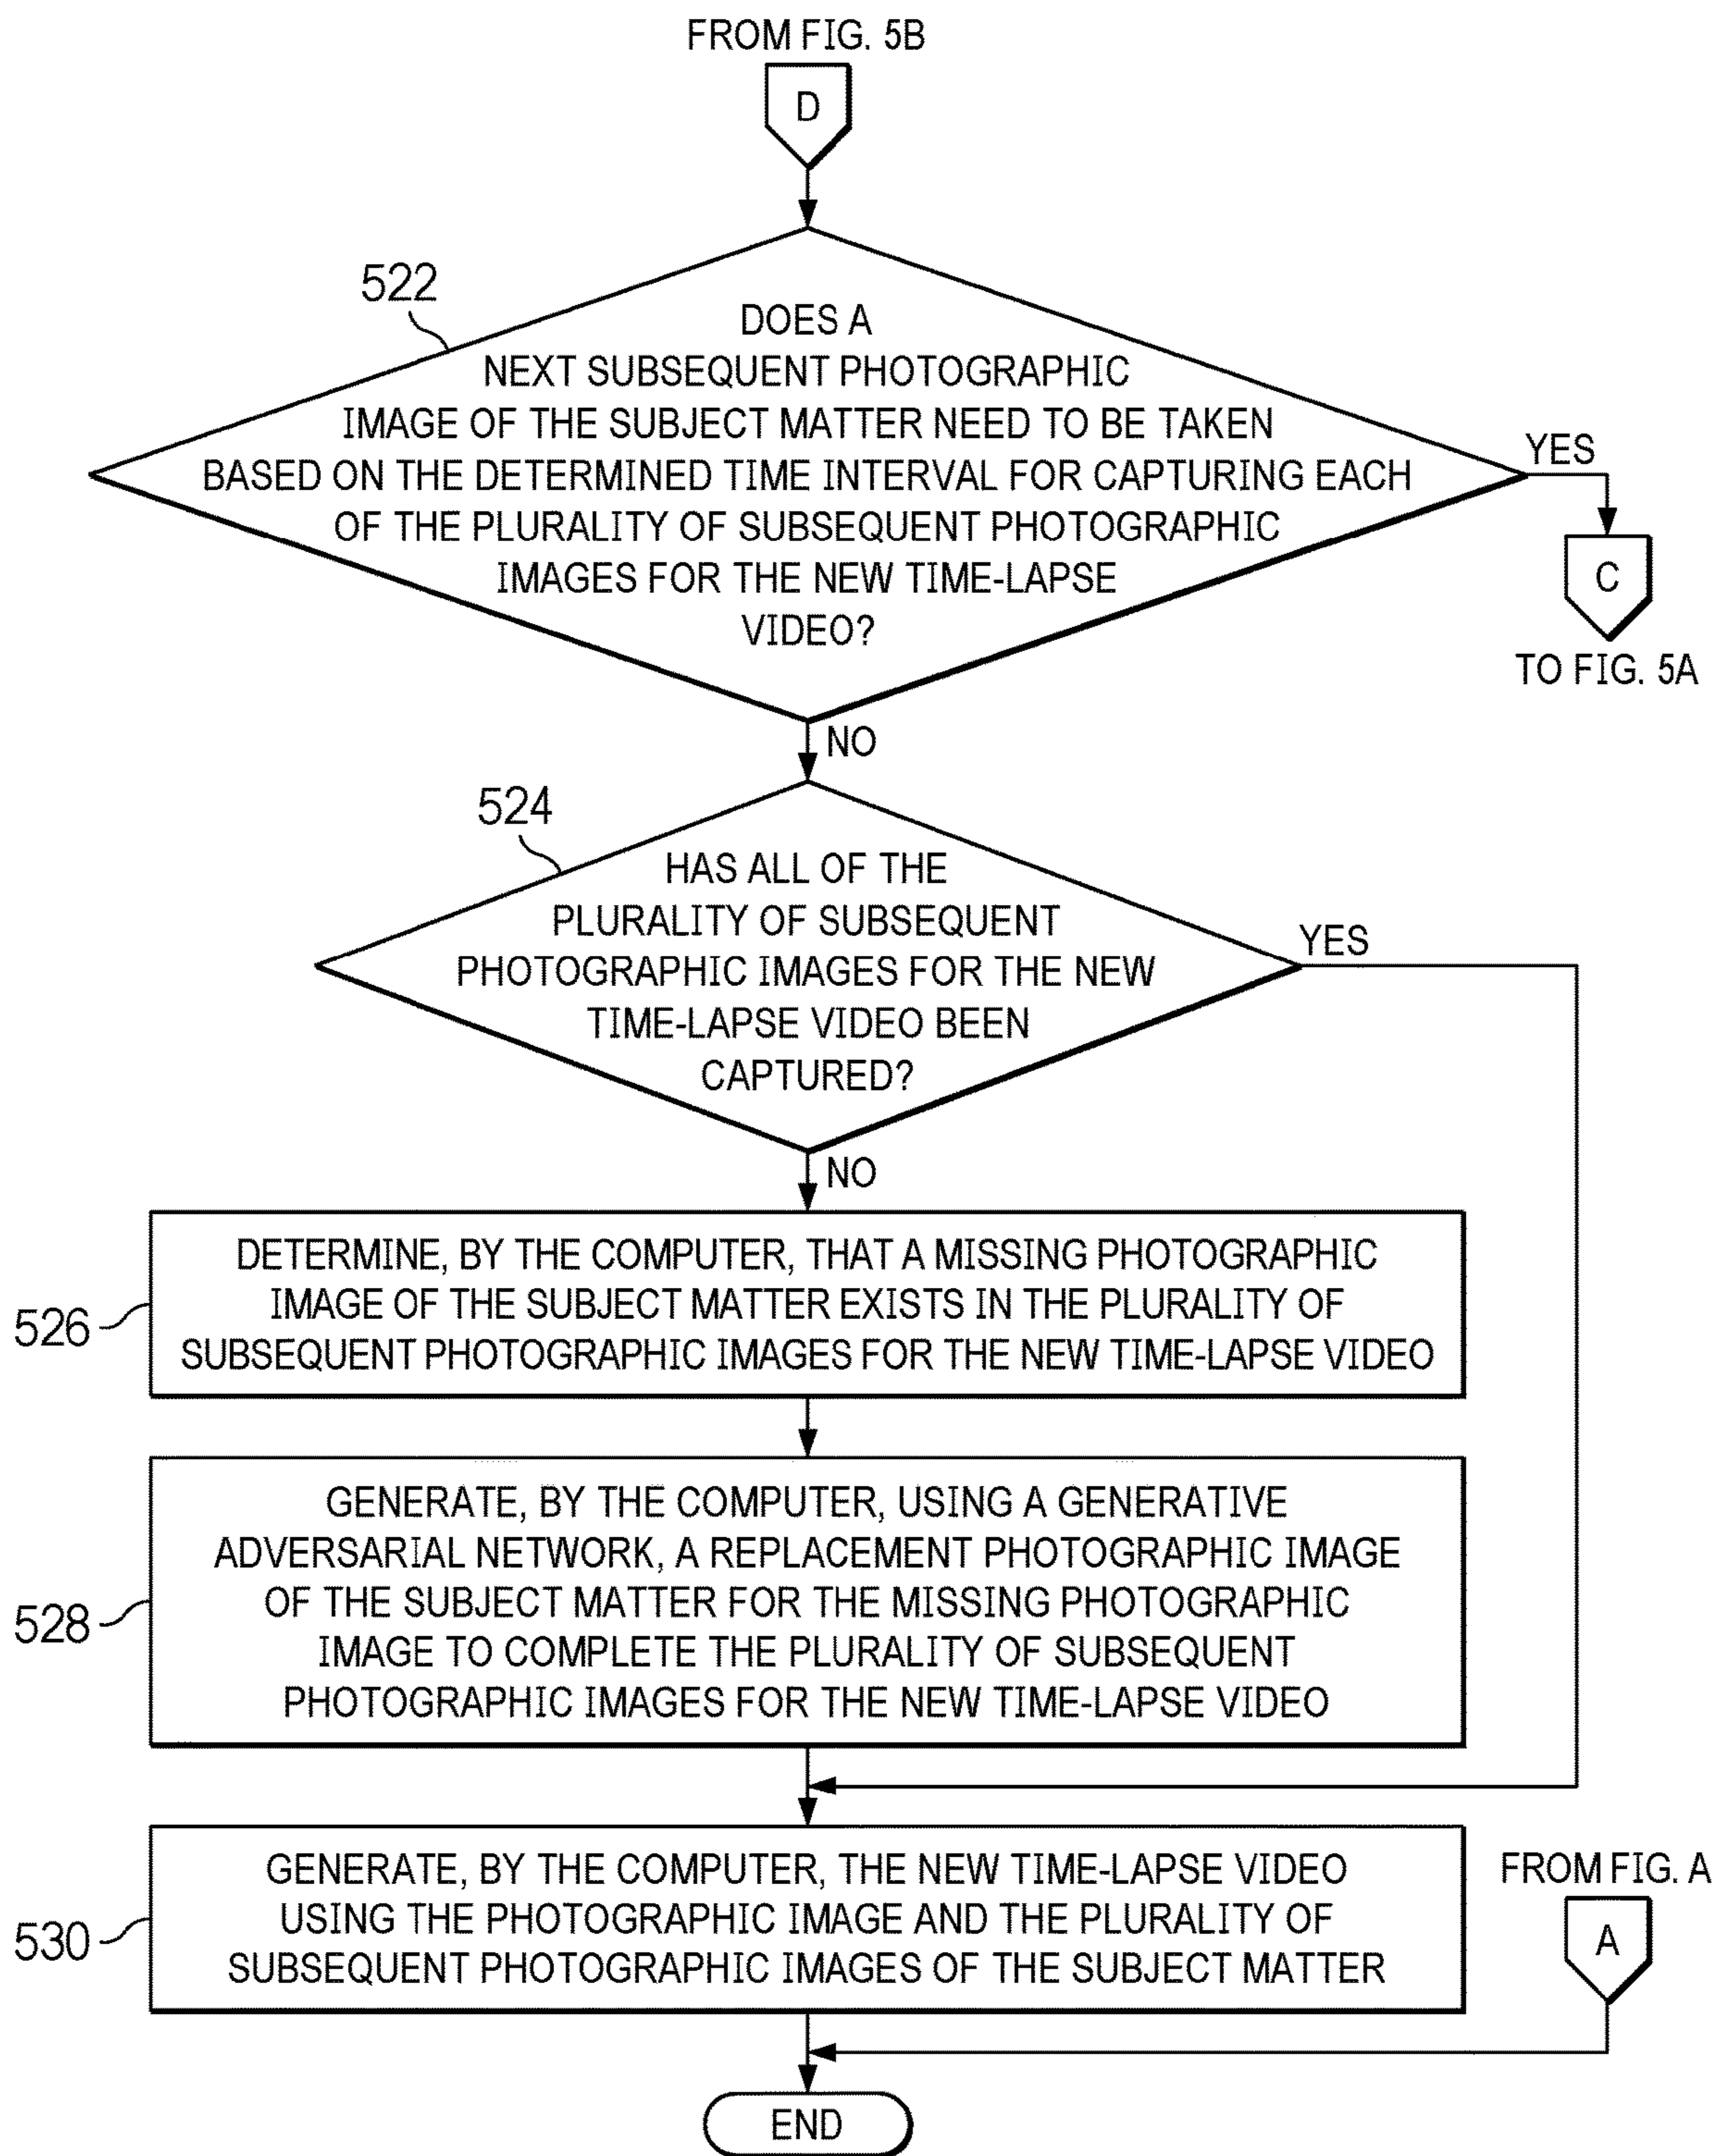 FROM FIG. 5B
D
522
DOES A
NEXT SUBSEQUENT PHOTOGRAPHIC
IMAGE OF THE SUBJECT MATTER NEED TO BE TAKEN
BASED ON THE DETERMINED TIME INTERVAL FOR CAPTURING EACH
OF THE PLURALITY OF SUBSEQUENT PHOTOGRAPHIC
IMAGES FOR THE NEW TIME-LAPSE
VIDEO?
YES
C
TO FIG. 5A
NO
524
HAS ALL OF THE
PLURALITY OF SUBSEQUENT
PHOTOGRAPHIC IMAGES FOR THE NEW
TIME-LAPSE VIDEO BEEN
CAPTURED?
YES
NO
526
DETERMINE, BY THE COMPUTER, THAT A MISSING PHOTOGRAPHIC
IMAGE OF THE SUBJECT MATTER EXISTS IN THE PLURALITY OF
SUBSEQUENT PHOTOGRAPHIC IMAGES FOR THE NEW TIME-LAPSE VIDEO
528
GENERATE, BY THE COMPUTER, USING A GENERATIVE
ADVERSARIAL NETWORK, A REPLACEMENT PHOTOGRAPHIC IMAGE
OF THE SUBJECT MATTER FOR THE MISSING PHOTOGRAPHIC
IMAGE TO COMPLETE THE PLURALITY OF SUBSEQUENT
PHOTOGRAPHIC IMAGES FOR THE NEW TIME-LAPSE VIDEO
530
GENERATE, BY THE COMPUTER, THE NEW TIME-LAPSE VIDEO
USING THE PHOTOGRAPHIC IMAGE AND THE PLURALITY OF
SUBSEQUENT PHOTOGRAPHIC IMAGES OF THE SUBJECT MATTER
FROM FIG. A
A
END